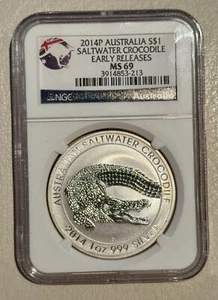 2014P AUSTRALIA S$1
SALTWATER CROCODILE
EARLY RELEASES
MS 69
3914853-213
NGC
Australia
AUSTRALIAN SALTWATER CROCODILE
2014 1oz 999 SILVER